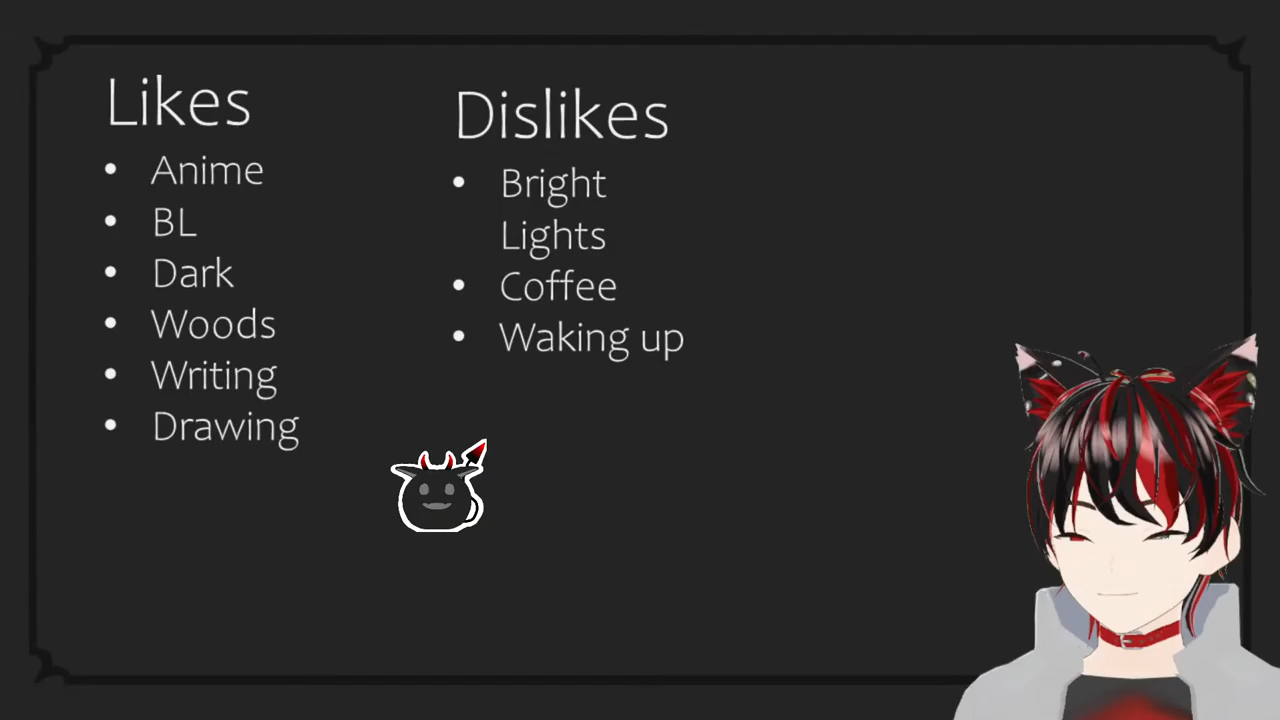 Likes
• Anime
• BL
• Dark
• Woods
• Writing
• Drawing
Dislikes
• Bright
Lights
• Coffee
• Waking up